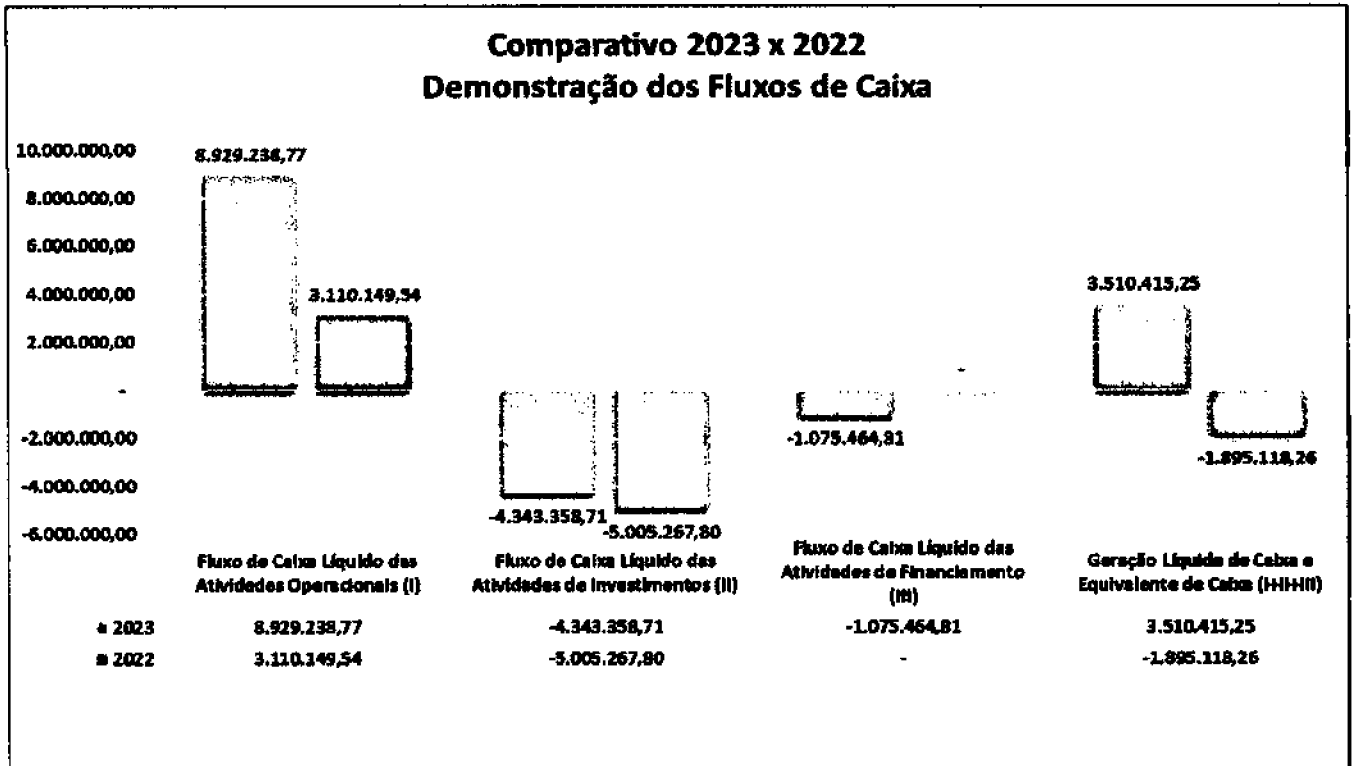 Comparativo 2023 x 2022
Demonstração dos Fluxos de Caixa
10.000.000,00
8.000.000,00
6.000.000,00
4.000.000,00
2.000.000,00
-
-2.000.000,00
-4.000.000,00
-6.000.000,00
8.929.238,77
3.110.149,54
-4.343.358,71
-5.005.267,80
-1.075.464,81
-
3.510.415,25
-1.895.118,26
Fluxo de Caixa Líquido das
Atividades Operacionais (I)
Fluxo de Caixa Líquido das
Atividades de Investimentos (II)
Fluxo de Caixa Líquido das
Atividades de Financiamento
(III)
Geração Líquida de Caixa e
Equivalente de Caixa (I+II+III)
2023 8.929.238,77 -4.343.358,71 -1.075.464,81 3.510.415,25
2022 3.110.149,54 -5.005.267,80 - -1.895.118,26